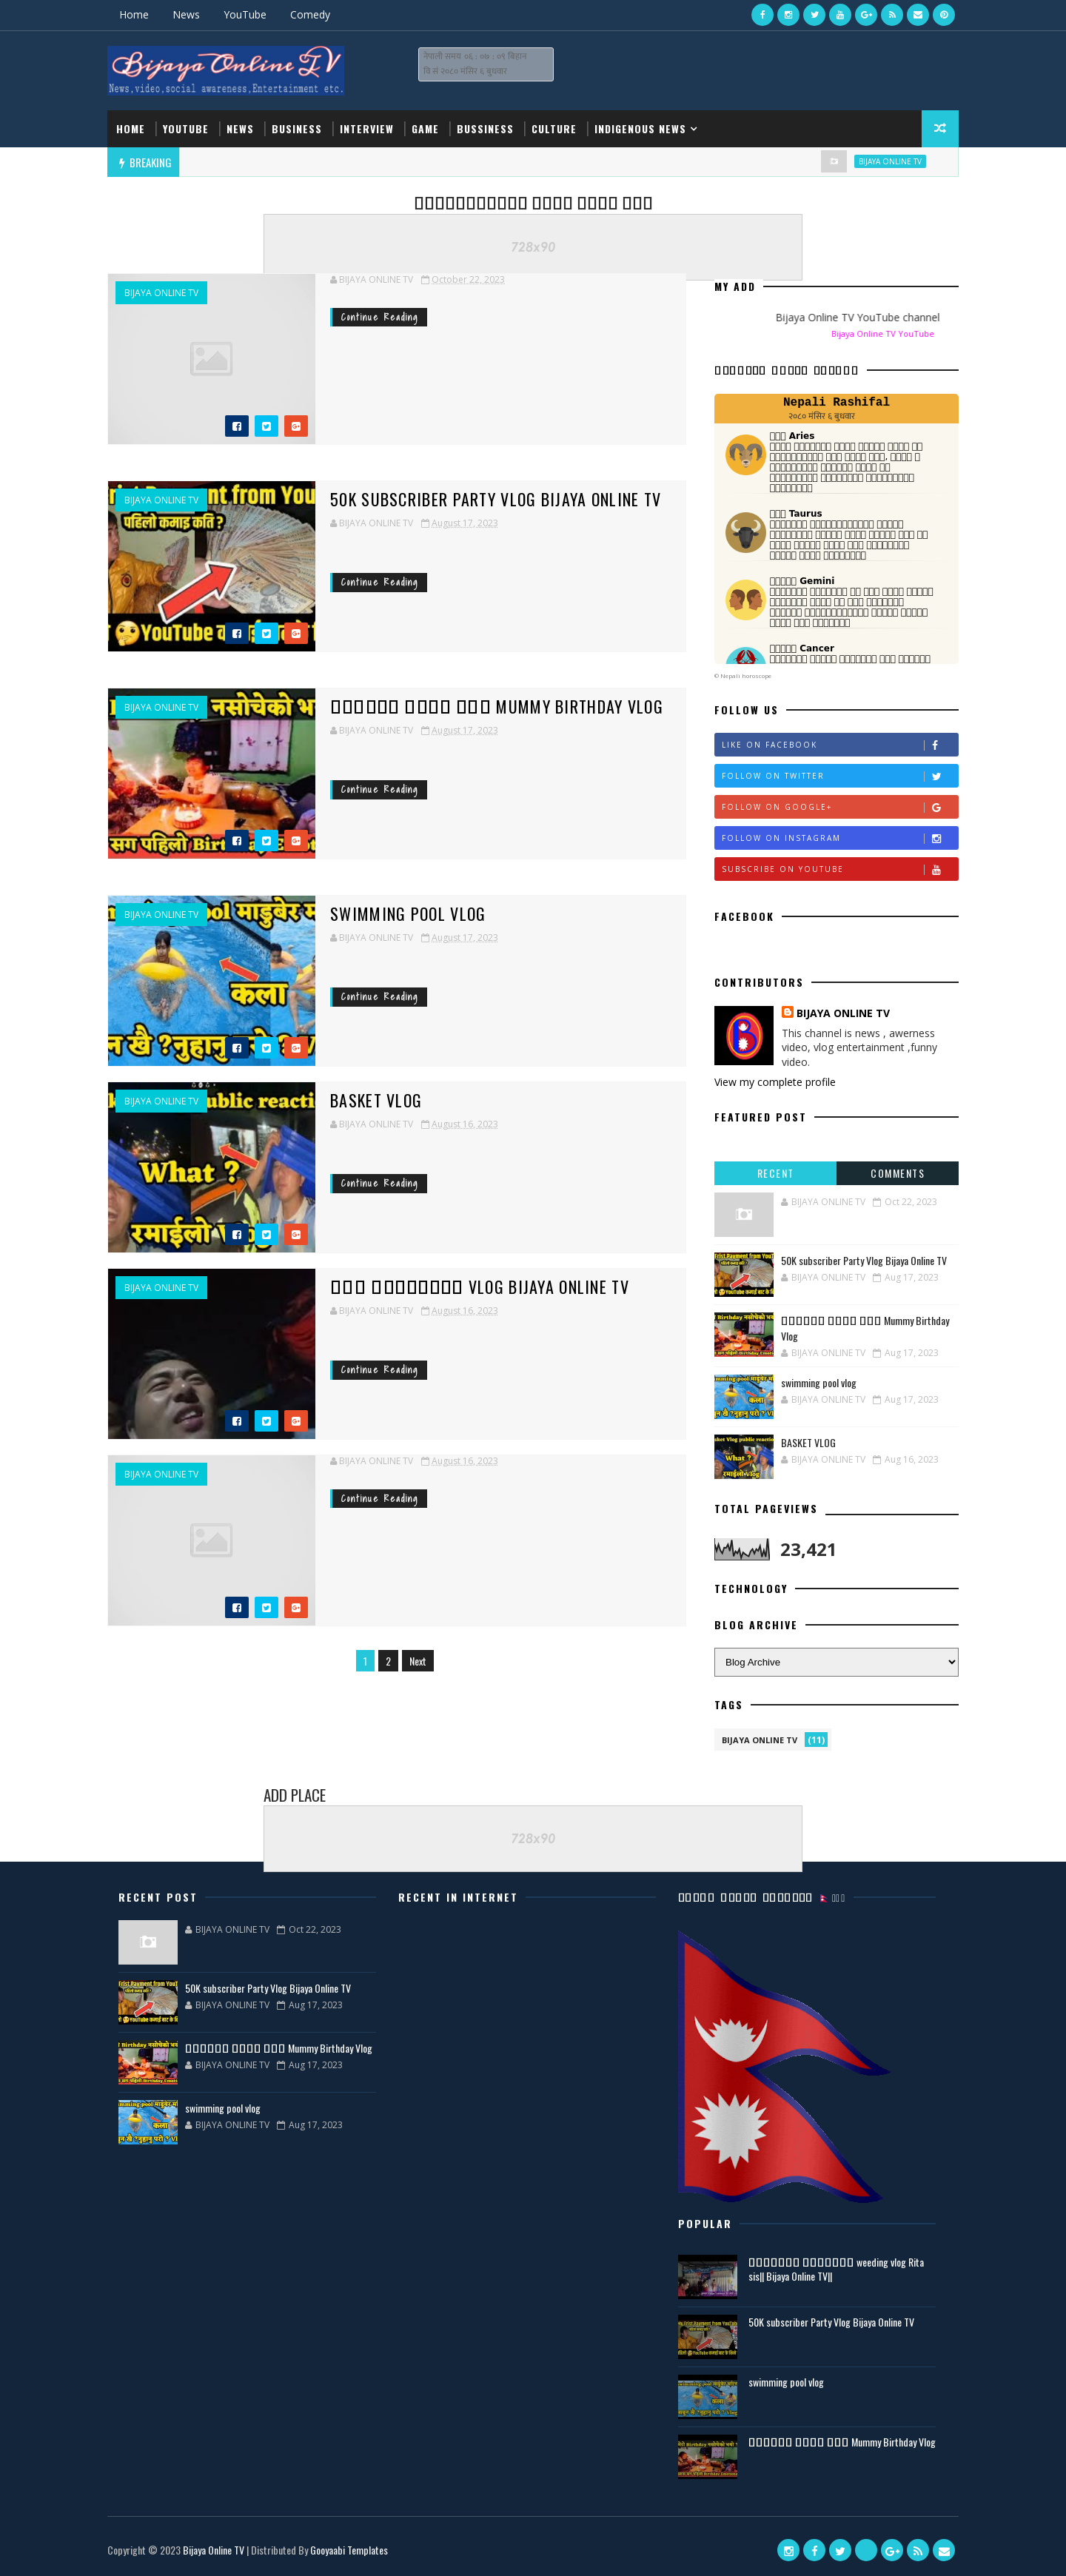 Home News YouTube Comedy
Bijaya Online TV
News,video,social awareness,Entertainment etc.
नेपाली समय ०६ : ०७ : ०९ बिहान
वि सं २०८० मंसिर ६ बुधवार
HOME YOUTUBE NEWS BUSINESS INTERVIEW GAME BUSSINESS CULTURE INDIGENOUS NEWS
BREAKING
BIJAYA ONLINE TV
728x90
BIJAYA ONLINE TV
BIJAYA ONLINE TV October 22, 2023
Continue Reading
BIJAYA ONLINE TV
पहिलो कमाइ कति ?
50K SUBSCRIBER PARTY VLOG BIJAYA ONLINE TV
BIJAYA ONLINE TV August 17, 2023
Continue Reading
BIJAYA ONLINE TV
MUMMY BIRTHDAY VLOG
BIJAYA ONLINE TV August 17, 2023
Continue Reading
BIJAYA ONLINE TV
कला
SWIMMING POOL VLOG
BIJAYA ONLINE TV August 17, 2023
Continue Reading
BIJAYA ONLINE TV
What ?
BASKET VLOG
BIJAYA ONLINE TV August 16, 2023
Continue Reading
BIJAYA ONLINE TV
VLOG BIJAYA ONLINE TV
BIJAYA ONLINE TV August 16, 2023
Continue Reading
BIJAYA ONLINE TV
BIJAYA ONLINE TV August 16, 2023
Continue Reading
1 2 Next
MY ADD
Bijaya Online TV YouTube channel
Bijaya Online TV YouTube
Nepali Rashifal
२०८० मंसिर ६ बुधवार
Aries
Taurus
Gemini
Cancer
© Nepali horoscope
FOLLOW US
LIKE ON FACEBOOK
FOLLOW ON TWITTER
FOLLOW ON GOOGLE+
FOLLOW ON INSTAGRAM
SUBSCRIBE ON YOUTUBE
FACEBOOK
CONTRIBUTORS
BIJAYA ONLINE TV
This channel is news , awerness
video, vlog entertainment ,funny
video.
View my complete profile
FEATURED POST
RECENT COMMENTS
BIJAYA ONLINE TV Oct 22, 2023
50K subscriber Party Vlog Bijaya Online TV
BIJAYA ONLINE TV Aug 17, 2023
Mummy Birthday
Vlog
BIJAYA ONLINE TV Aug 17, 2023
swimming pool vlog
BIJAYA ONLINE TV Aug 17, 2023
BASKET VLOG
BIJAYA ONLINE TV Aug 16, 2023
TOTAL PAGEVIEWS
23,421
TECHNOLOGY
BLOG ARCHIVE
Blog Archive
TAGS
BIJAYA ONLINE TV (11)
ADD PLACE
728x90
RECENT POST
BIJAYA ONLINE TV Oct 22, 2023
50K subscriber Party Vlog Bijaya Online TV
BIJAYA ONLINE TV Aug 17, 2023
Mummy Birthday Vlog
BIJAYA ONLINE TV Aug 17, 2023
swimming pool vlog
BIJAYA ONLINE TV Aug 17, 2023
RECENT IN INTERNET
POPULAR
weeding vlog Rita
sis|| Bijaya Online TV||
50K subscriber Party Vlog Bijaya Online TV
swimming pool vlog
Mummy Birthday Vlog
Copyright © 2023 Bijaya Online TV | Distributed By Gooyaabi Templates